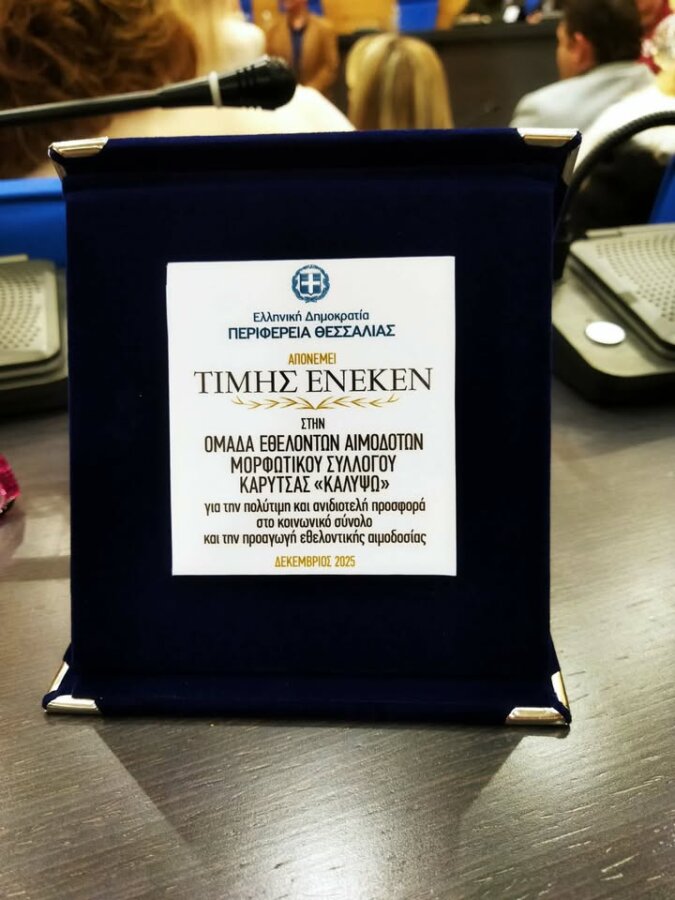 Ελληνική Δημοκρατία
ΠΕΡΙΦΕΡΕΙΑ ΘΕΣΣΑΛΙΑΣ
ΑΠΟΝΕΜΕΙ
ΤΙΜΗΣ ΕΝΕΚΕΝ
ΣΤΗΝ
ΟΜΑΔΑ ΕΘΕΛΟΝΤΩΝ ΑΙΜΟΔΟΤΩΝ
ΜΟΡΦΩΤΙΚΟΥ ΣΥΛΛΟΓΟΥ
ΚΑΡΥΤΣΑΣ «ΚΑΛΥΨΩ»
για την πολύτιμη και ανιδιοτελή προσφορά
στο κοινωνικό σύνολο
και την προαγωγή εθελοντικής αιμοδοσίας
ΔΕΚΕΜΒΡΙΟΣ 2025